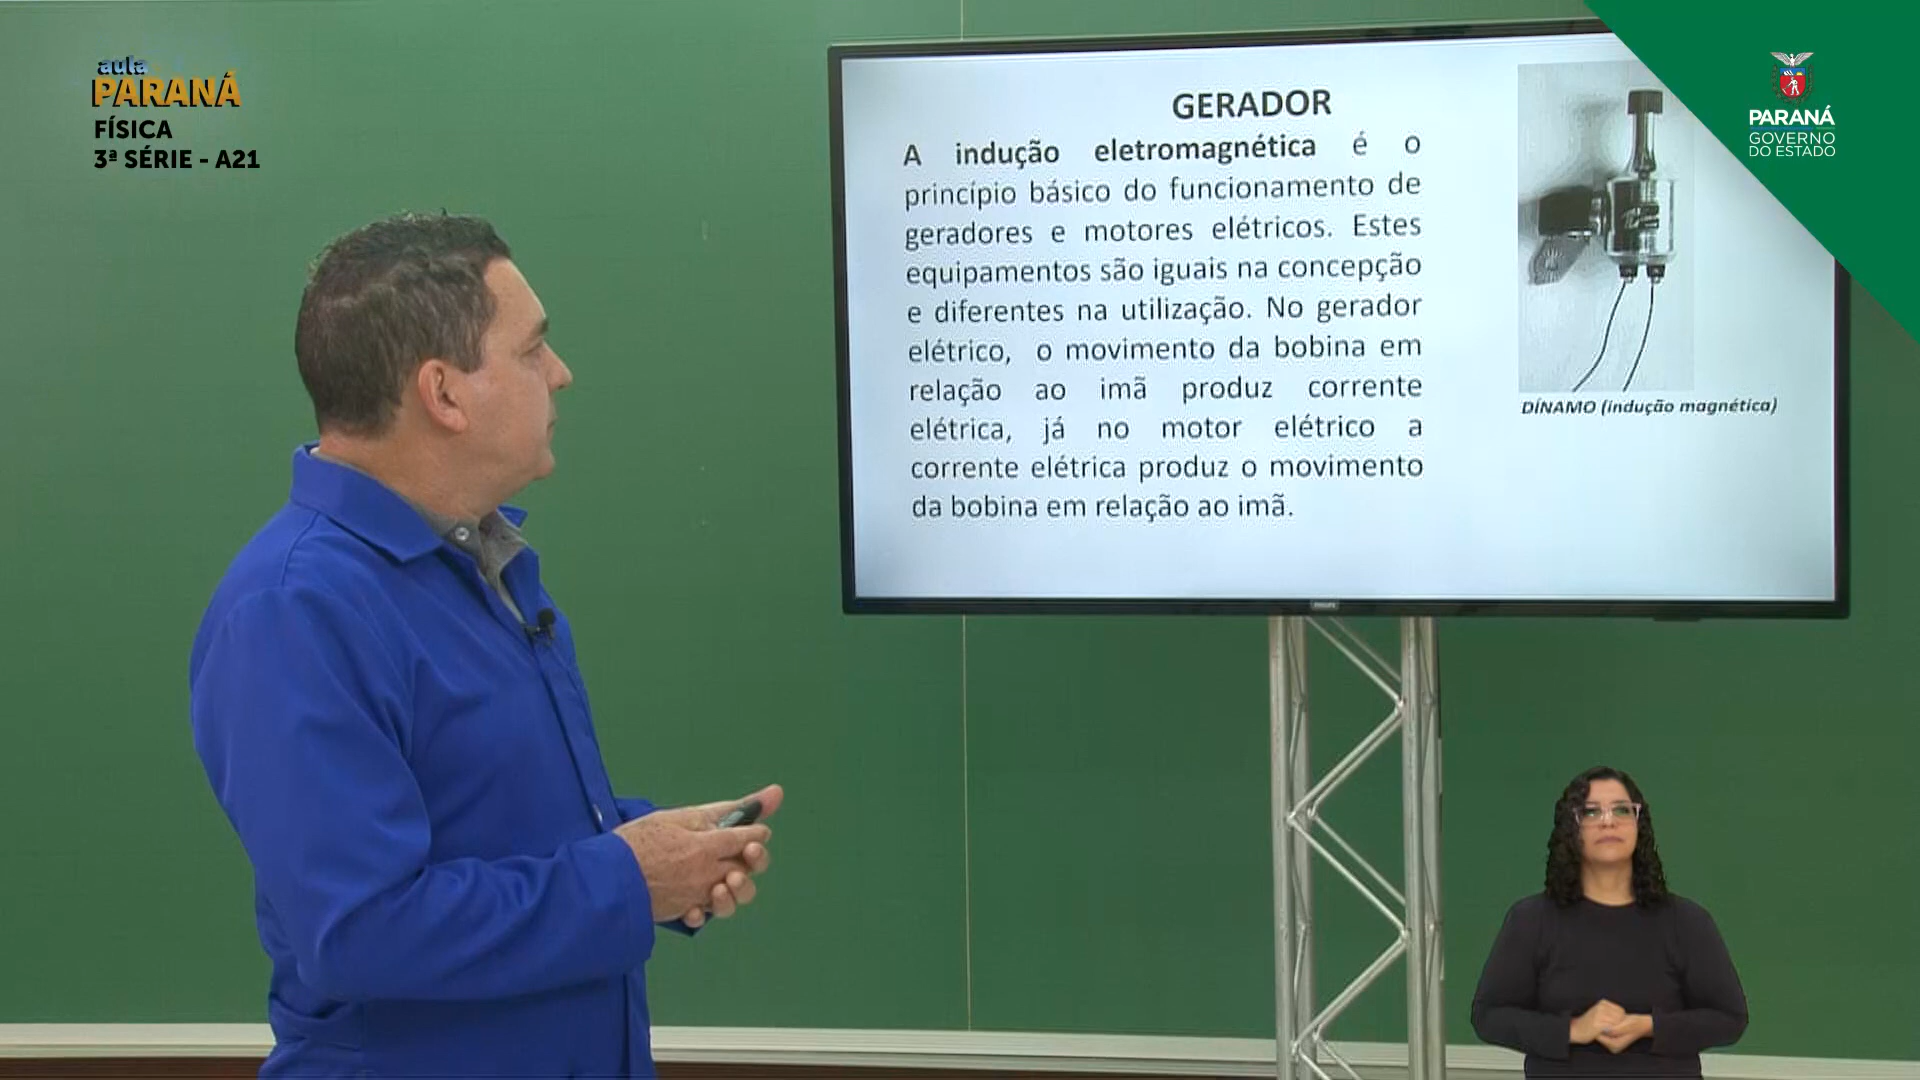 aula
PARANÁ
FÍSICA
3ª SÉRIE - A21
GERADOR
A indução eletromagnética é o
princípio básico do funcionamento de
geradores e motores elétricos. Estes
equipamentos são iguais na concepção
e diferentes na utilização. No gerador
elétrico, o movimento da bobina em
relação ao imã produz corrente
elétrica, já no motor elétrico a
corrente elétrica produz o movimento
da bobina em relação ao imã.
DÍNAMO (indução magnética)
PARANÁ
GOVERNO
DO ESTADO
PHILIPS